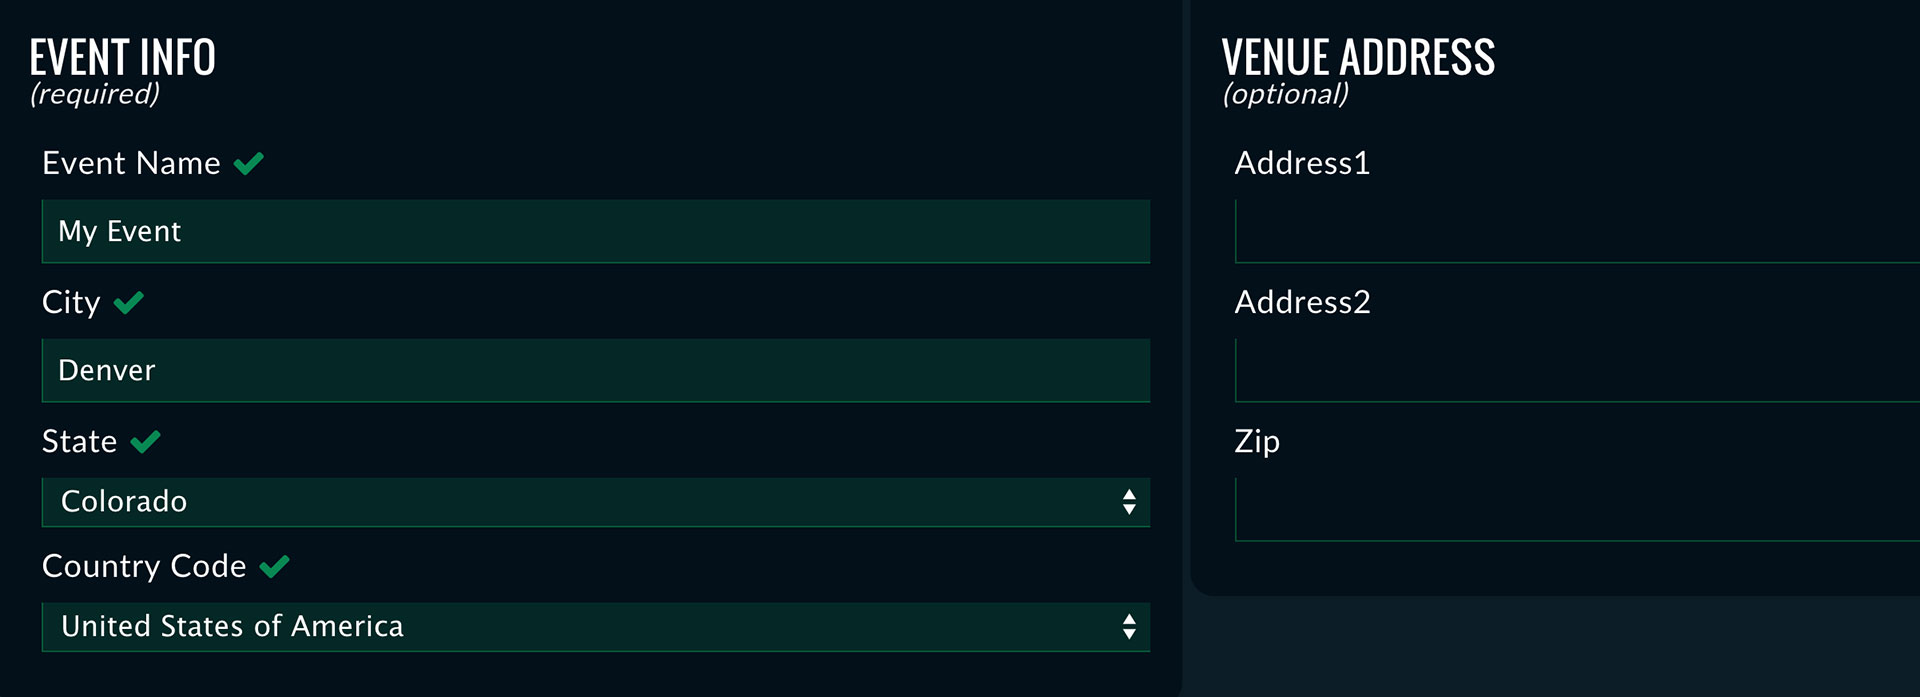 EVENT INFO
(required)
Event Name
My Event
City
Denver
State
Colorado
Country Code
United States of America
VENUE ADDRESS
(optional)
Address1
Address2
Zip